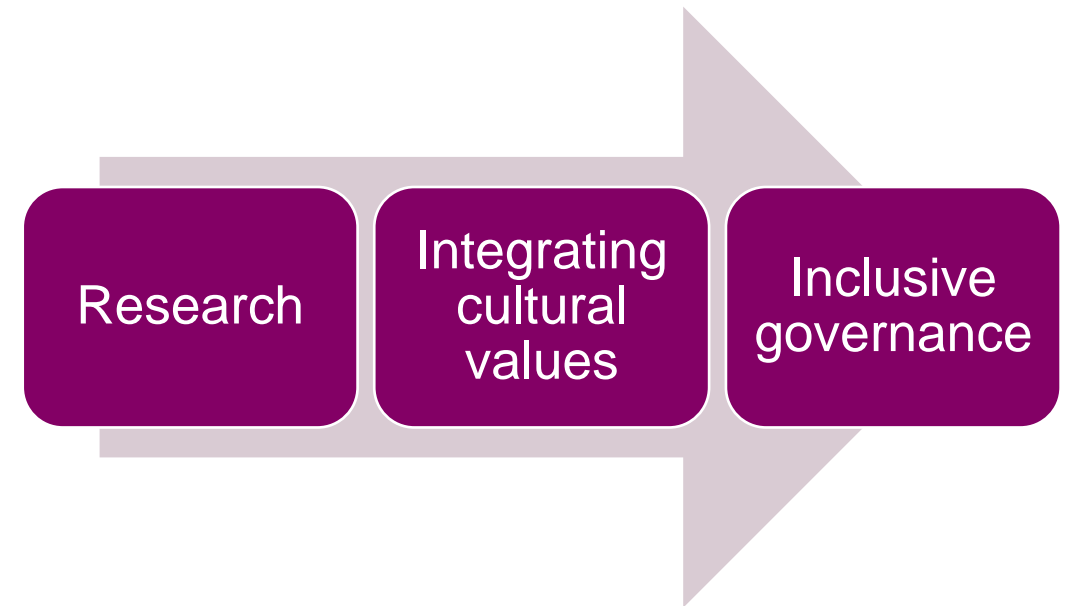 Research
Integrating
cultural
values
Inclusive
governance